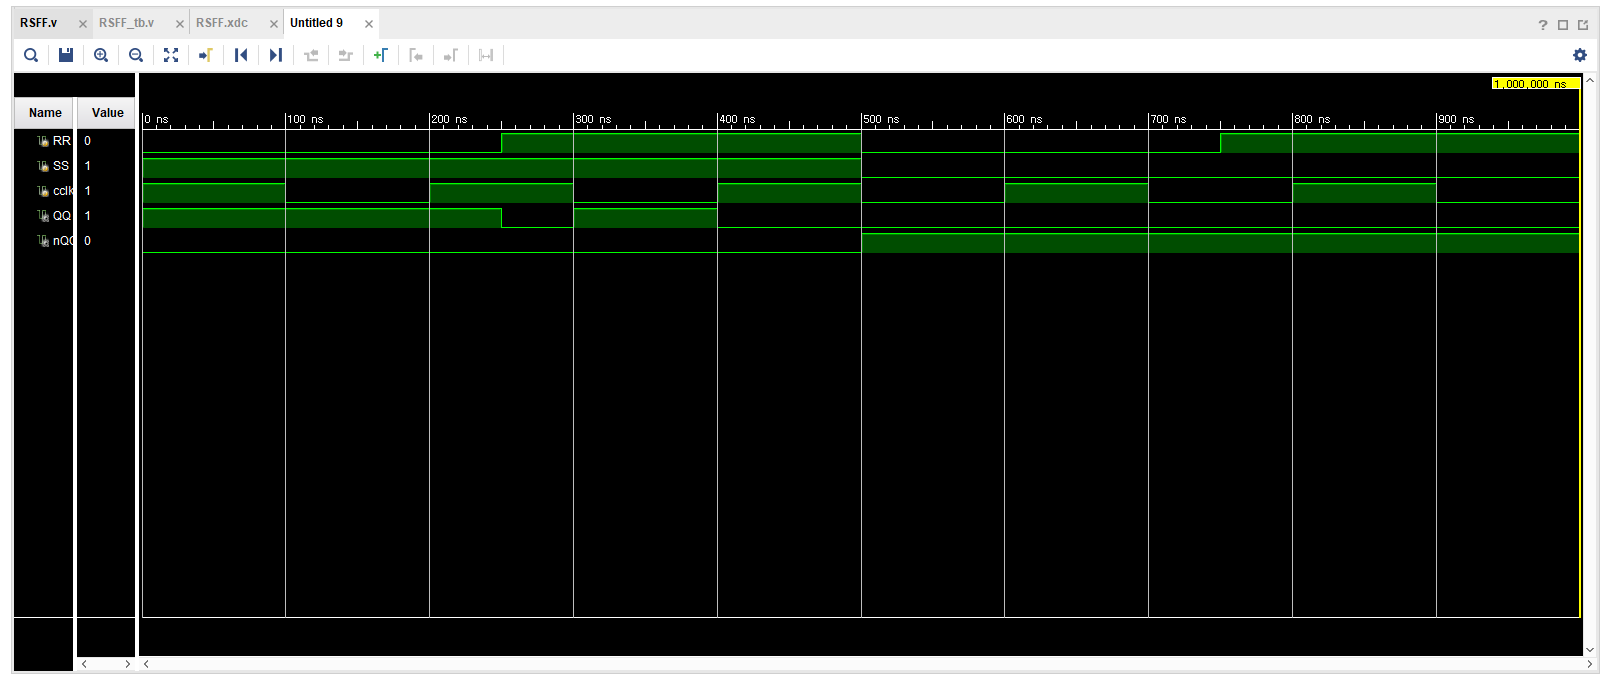 RSFF.v RSFF_tb.v RSFF.xdc Untitled 9
1,000,000 ns
Name Value
0 ns 100 ns 200 ns 300 ns 400 ns 500 ns 600 ns 700 ns 800 ns 900 ns
RR 0
SS 1
cclk 1
QQ 1
nQQ 0